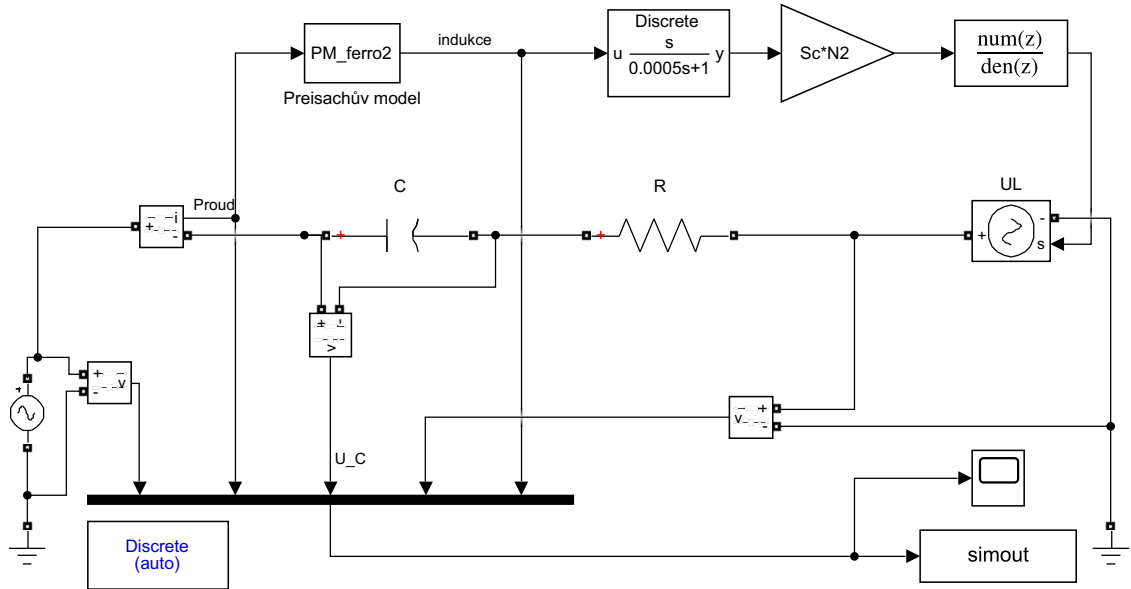 indukce
PM_ferro2
Preisachův model
Discrete
u s y
0.0005s+1
Sc*N2
num(z)
den(z)
C
R
UL
Proud
i
+
-
+
+
+
-
s
+
-
v
+
+
-
v
v
+
-
U_C
Discrete
(auto)
simout